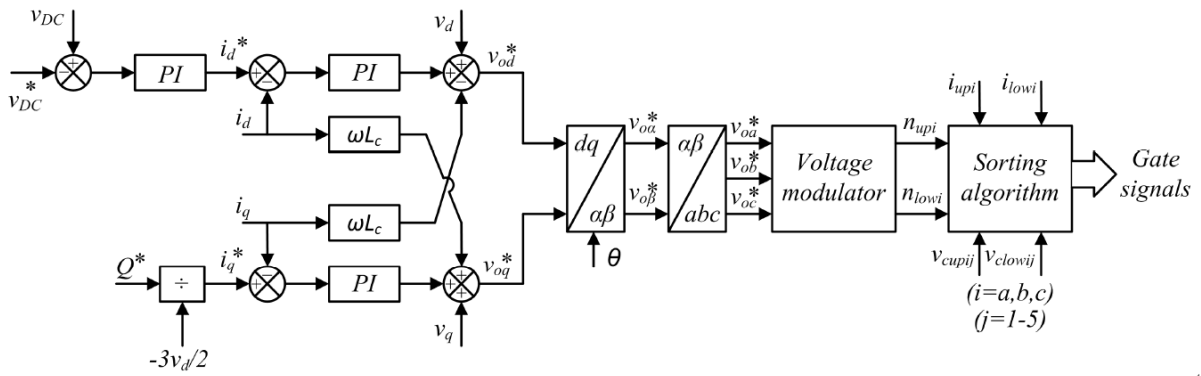 v_DC
v_DC*
PI
i_d*
PI
v_d
v_od*
i_d
ωL_c
i_q
ωL_c
Q*
÷
-3v_d/2
i_q*
PI
v_oq*
v_q
dq
αβ
θ
v_oα*
v_oβ*
αβ
abc
v_oa*
v_ob*
v_oc*
Voltage
modulator
n_upi
n_lowi
i_upi
i_lowi
Sorting
algorithm
v_cupij
v_clowij
(i=a,b,c)
(j=1-5)
Gate
signals